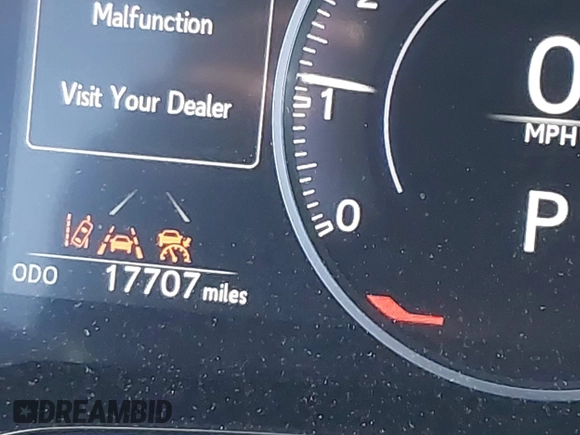 Malfunction
Visit Your Dealer
2
1
0
0
MPH
P
ODO 17707 miles
DREAMBID